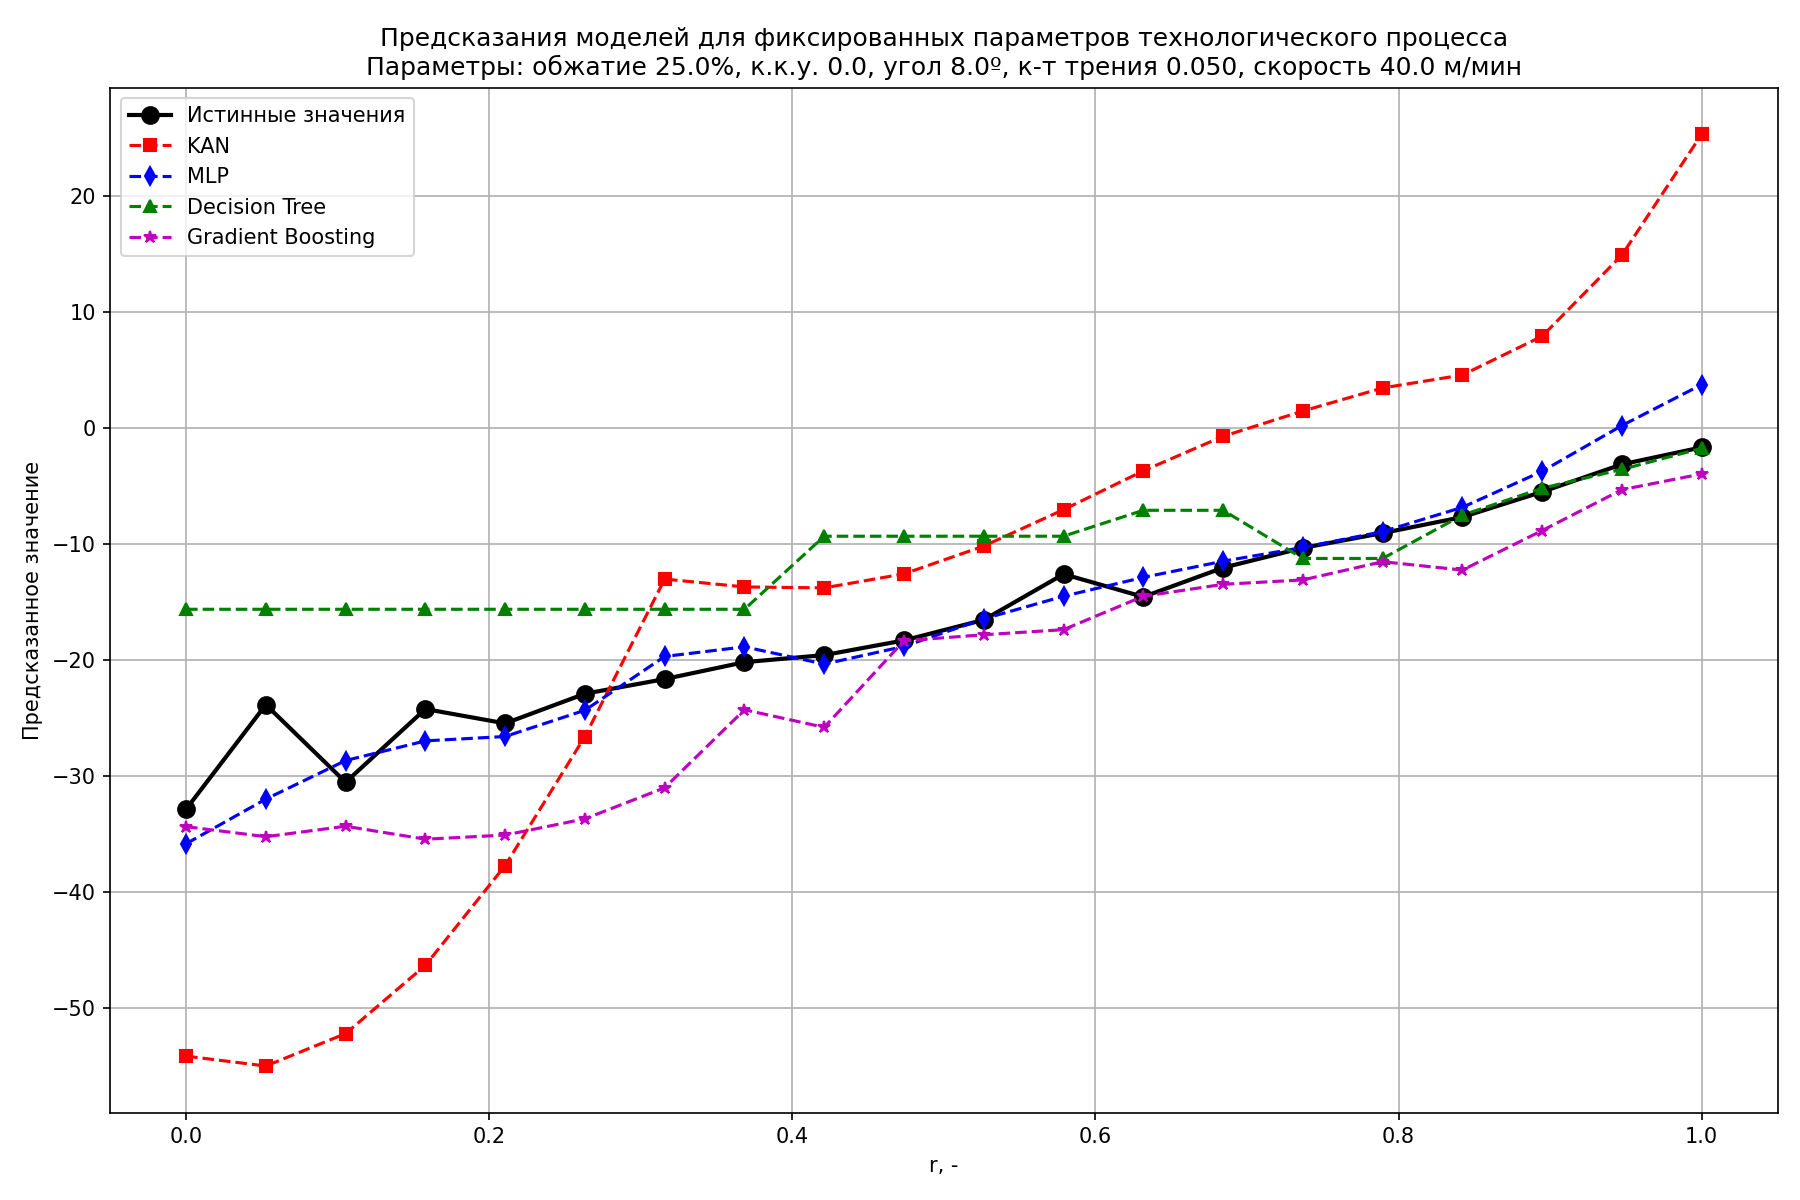 Предсказания моделей для фиксированных параметров технологического процесса
Параметры: обжатие 25.0%, к.к.у. 0.0, угол 8.0º, к-т трения 0.050, скорость 40.0 м/мин
Истинные значения
KAN
MLP
Decision Tree
Gradient Boosting
Предсказанное значение
20
10
0
−10
−20
−30
−40
−50
0.0
0.2
0.4
0.6
0.8
1.0
r, -